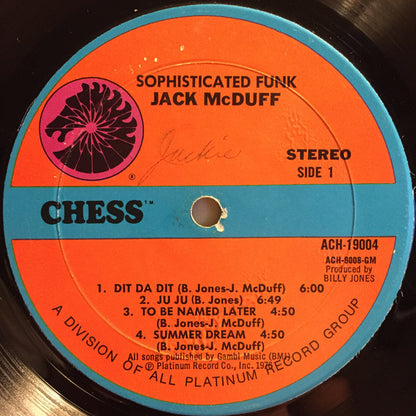 SOPHISTICATED FUNK
JACK McDUFF
Jackie
STEREO
SIDE 1
®
CHESS™
ACH-19004
ACH-6008-GM
Produced by
BILLY JONES
1. DIT DA DIT (B. Jones-J. McDuff) 6:00
2. JU JU (B. Jones) 6:49
3. TO BE NAMED LATER 4:50
(B. Jones-J. McDuff)
4. SUMMER DREAM 4:50
(B. Jones-J. McDuff)
All songs published by Gambi Music (BMI)
℗ Platinum Record Co., Inc. 1976
A DIVISION OF ALL PLATINUM RECORD GROUP